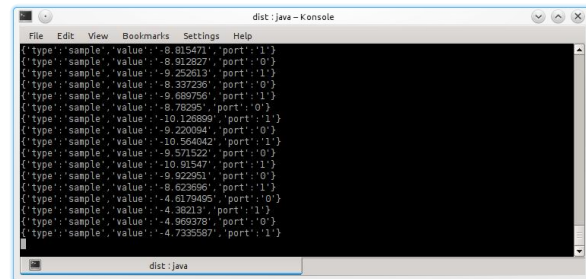 dist : java – Konsole
File Edit View Bookmarks Settings Help
{'type':'sample','value':'-8.815471','port':'1'}
{'type':'sample','value':'-8.912827','port':'0'}
{'type':'sample','value':'-9.252613','port':'1'}
{'type':'sample','value':'-8.337236','port':'0'}
{'type':'sample','value':'-9.689756','port':'1'}
{'type':'sample','value':'-8.78295','port':'0'}
{'type':'sample','value':'-10.126899','port':'1'}
{'type':'sample','value':'-9.220094','port':'0'}
{'type':'sample','value':'-10.564042','port':'1'}
{'type':'sample','value':'-9.571522','port':'0'}
{'type':'sample','value':'-10.91547','port':'1'}
{'type':'sample','value':'-9.922951','port':'0'}
{'type':'sample','value':'-8.623696','port':'1'}
{'type':'sample','value':'-4.6179495','port':'0'}
{'type':'sample','value':'-4.38213','port':'1'}
{'type':'sample','value':'-4.969378','port':'0'}
{'type':'sample','value':'-4.7335587','port':'1'}
dist : java